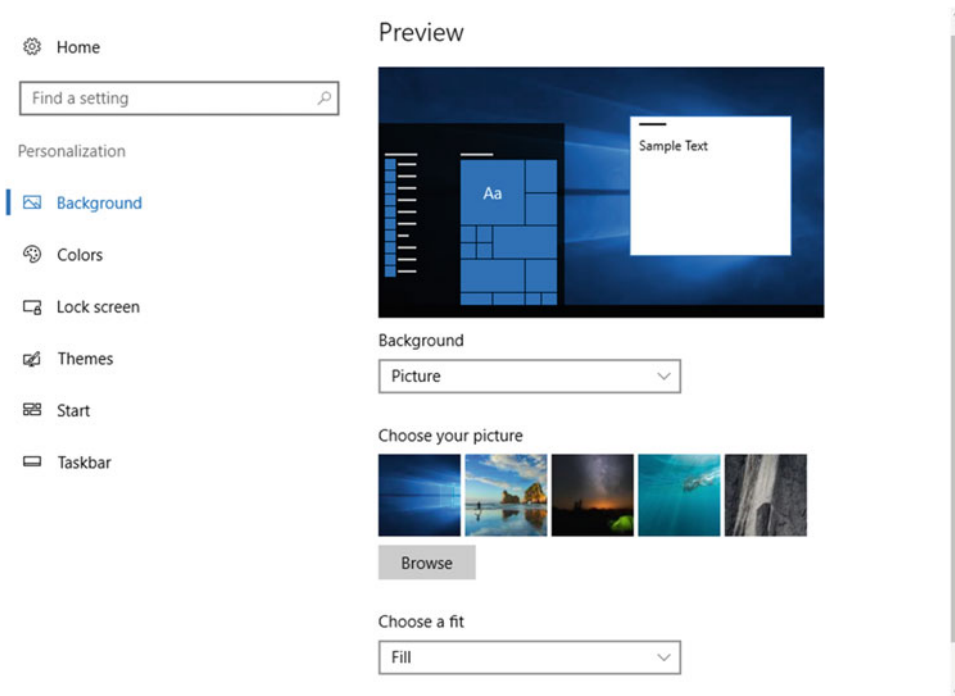 Home
Find a setting
Personalization
Background
Colors
Lock screen
Themes
Start
Taskbar
Preview
Aa
Sample Text
Background
Picture
Choose your picture
Browse
Choose a fit
Fill